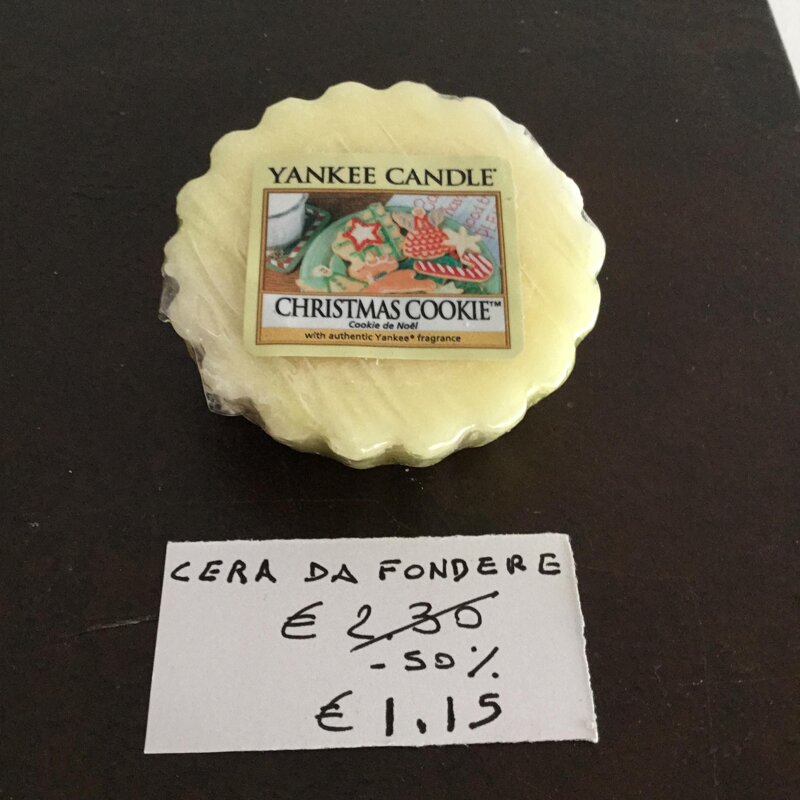 YANKEE CANDLE®
CHRISTMAS COOKIE™
Cookie de Noël
with authentic Yankee® fragrance
CERA DA FONDERE
€ 2.30
-50%
€ 1.15